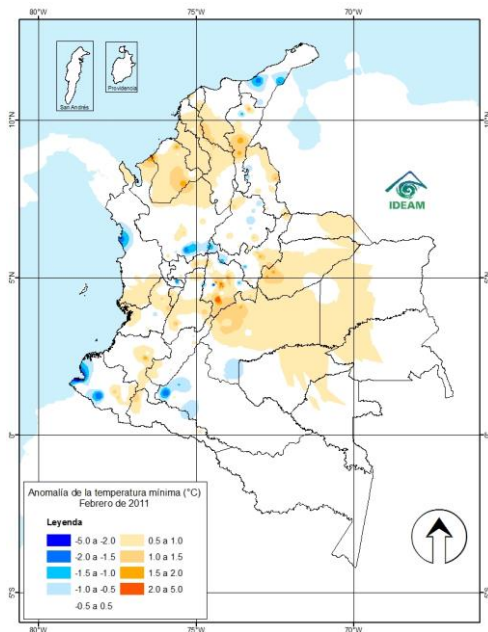 80°W
75°W
70°W
San Andrés
Providencia
10°N
IDEAM
5°N
0°
Anomalía de la temperatura mínima (°C)
Febrero de 2011
Leyenda
-5.0 a -2.0
0.5 a 1.0
-2.0 a -1.5
1.0 a 1.5
-1.5 a -1.0
1.5 a 2.0
-1.0 a -0.5
2.0 a 5.0
-0.5 a 0.5
5°S
80°W
75°W
70°W